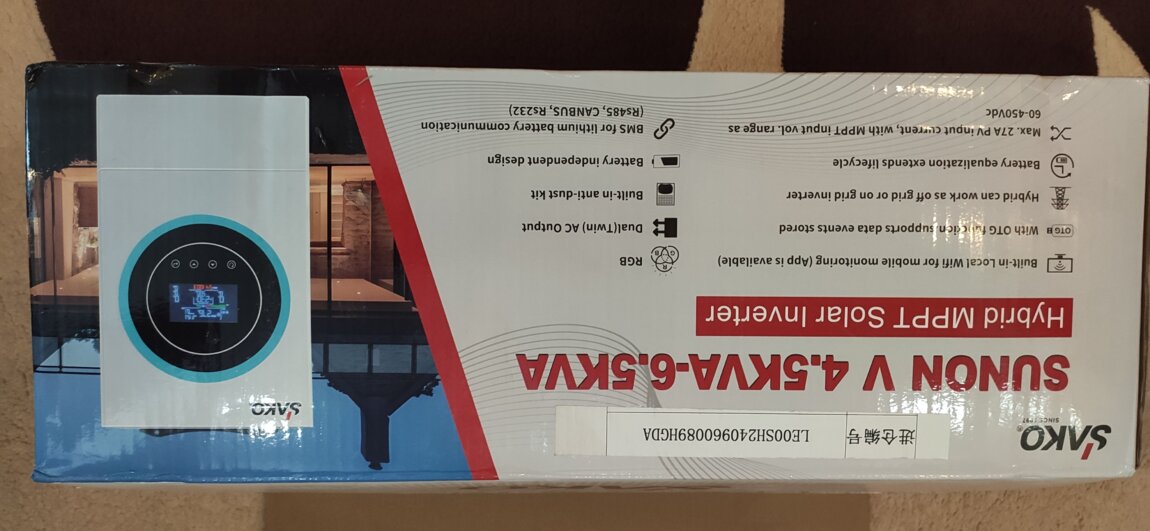 SAKO®
SINCE 1997
进仓编号
LE00SH2409600089HGDA
SUNON V 4.5KVA-6.5KVA
Hybrid MPPT Solar Inverter
Built-in Local Wifi for mobile monitoring (App is available)
OTG
With OTG function supports data events stored
Hybrid can work as off grid or on grid inverter
Battery equalization extends lifecycle
Max. 27A PV input current, with MPPT input vol. range as
60-450Vdc
R
G
B
RGB
Dual(Twin) AC Output
Built-in anti-dust kit
Battery independent design
BMS for lithium battery communication
(Rs485, CANBUS, Rs232)
SAKO